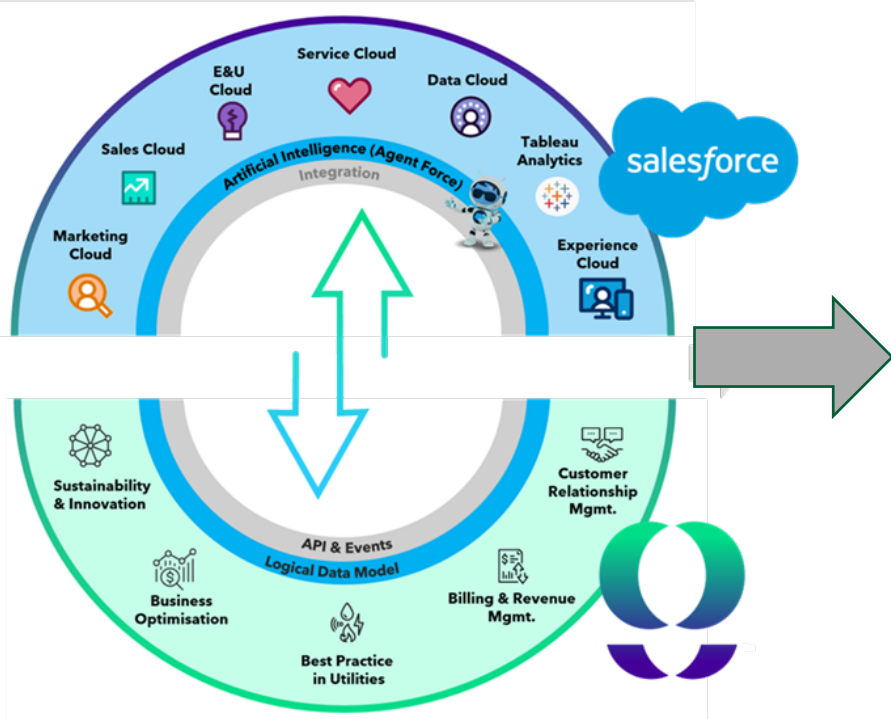 Service Cloud
E&U
Cloud
Data Cloud
Sales Cloud
Tableau
Analytics
Artificial Intelligence (Agent Force)
Integration
salesforce
Marketing
Cloud
Experience
Cloud
Sustainability
& Innovation
Customer
Relationship
Mgmt.
API & Events
Logical Data Model
Business
Optimisation
Billing & Revenue
Mgmt.
Best Practice
in Utilities